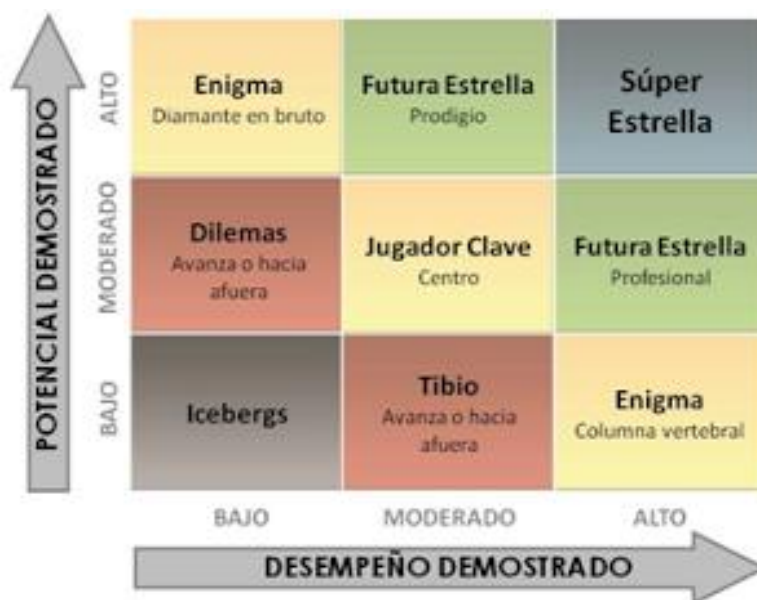 POTENCIAL DEMOSTRADO
ALTO
Enigma
Diamante en bruto
Futura Estrella
Prodigio
Súper
Estrella
MODERADO
Dilemas
Avanza o hacia
afuera
Jugador Clave
Centro
Futura Estrella
Profesional
BAJO
Icebergs
Tibio
Avanza o hacia
afuera
Enigma
Columna vertebral
BAJO
MODERADO
ALTO
DESEMPEÑO DEMOSTRADO